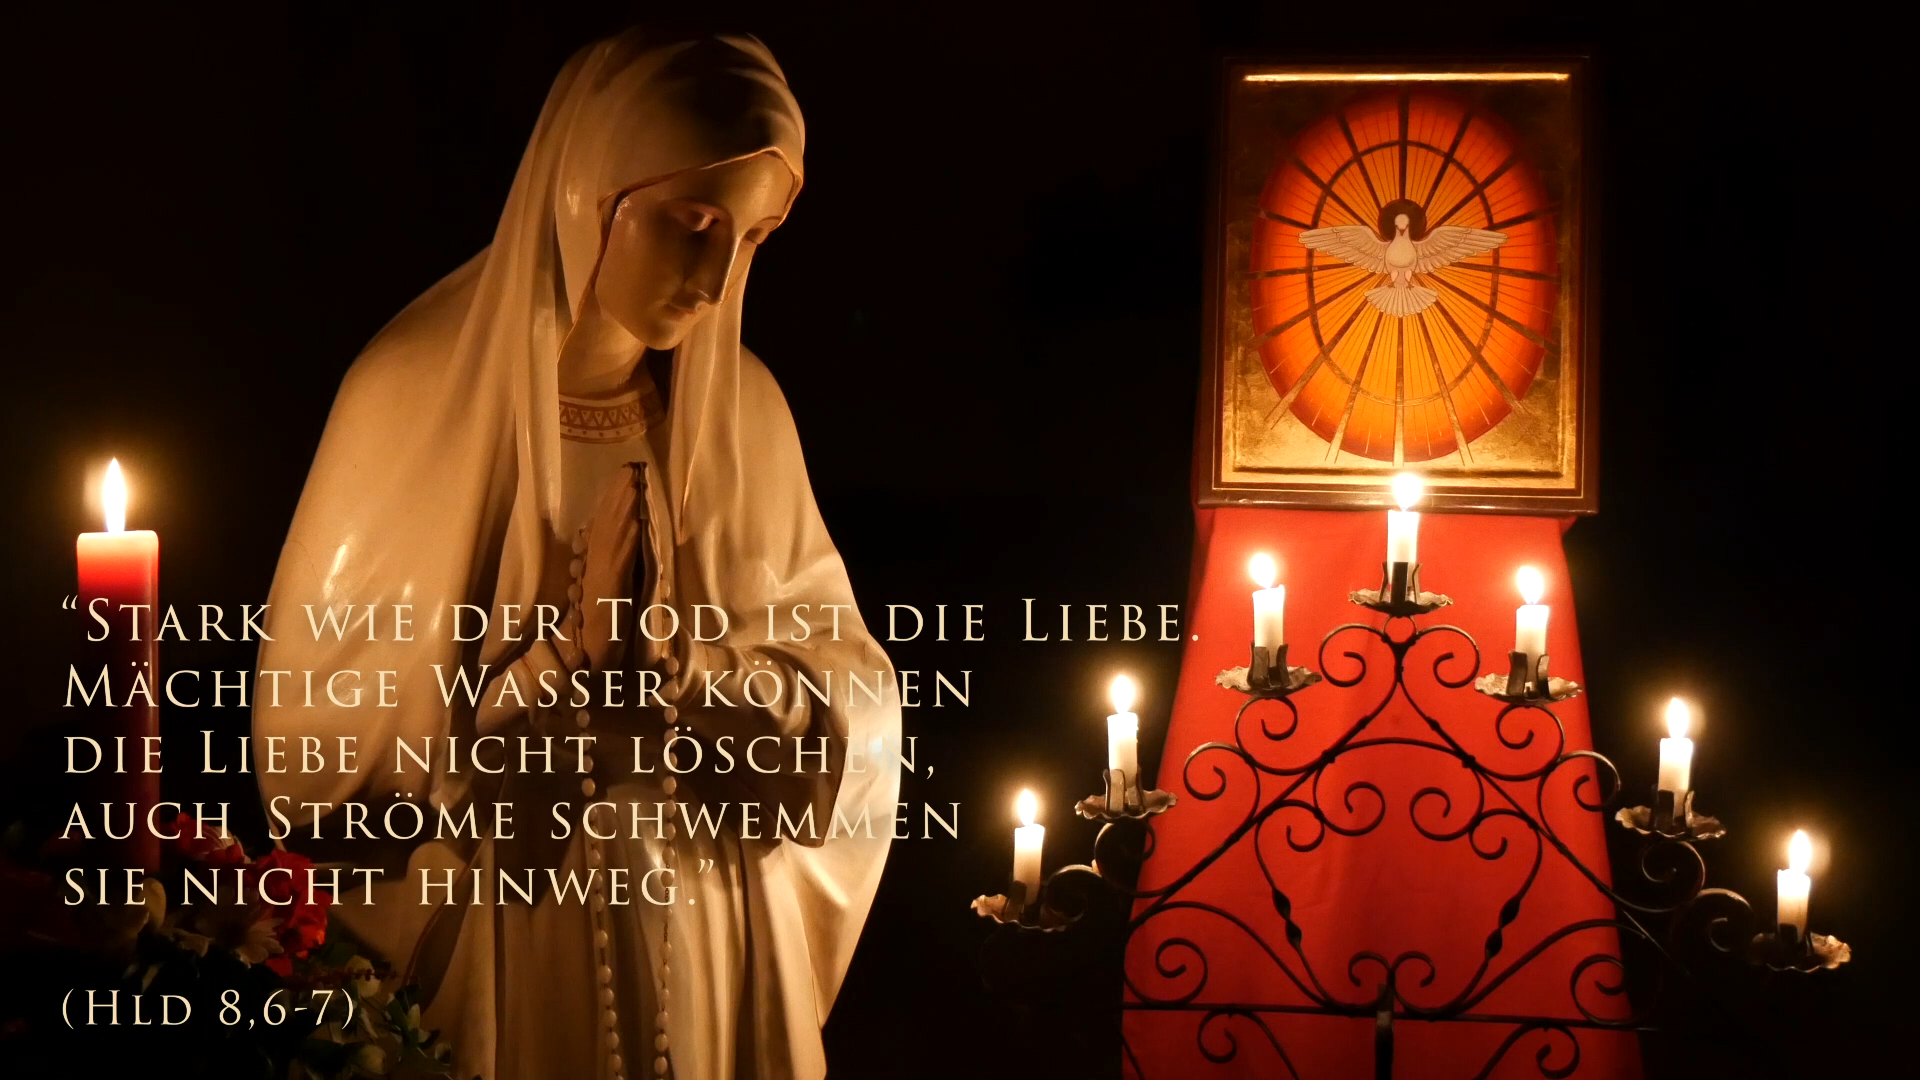 “Stark wie der Tod ist die Liebe.
Mächtige Wasser können
die Liebe nicht löschen,
auch Ströme schwemmen
sie nicht hinweg.”
(Hld 8,6-7)